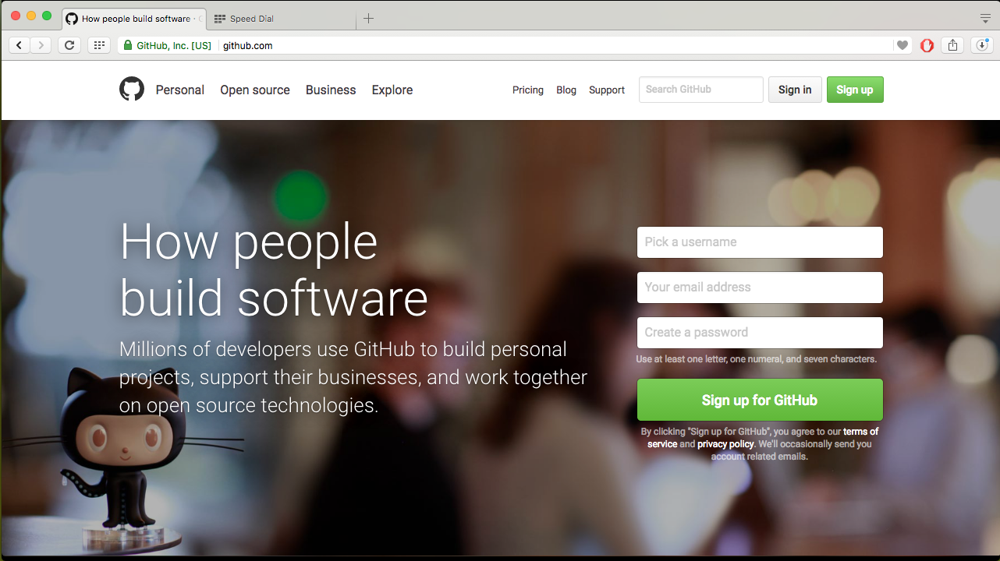 How people build software ·
Speed Dial
GitHub, Inc. [US]
github.com
Personal
Open source
Business
Explore
Pricing
Blog
Support
Search GitHub
Sign in
Sign up
How people
build software
Millions of developers use GitHub to build personal
projects, support their businesses, and work together
on open source technologies.
Pick a username
Your email address
Create a password
Use at least one letter, one numeral, and seven characters.
Sign up for GitHub
By clicking "Sign up for GitHub", you agree to our terms of
service and privacy policy. We'll occasionally send you
account related emails.